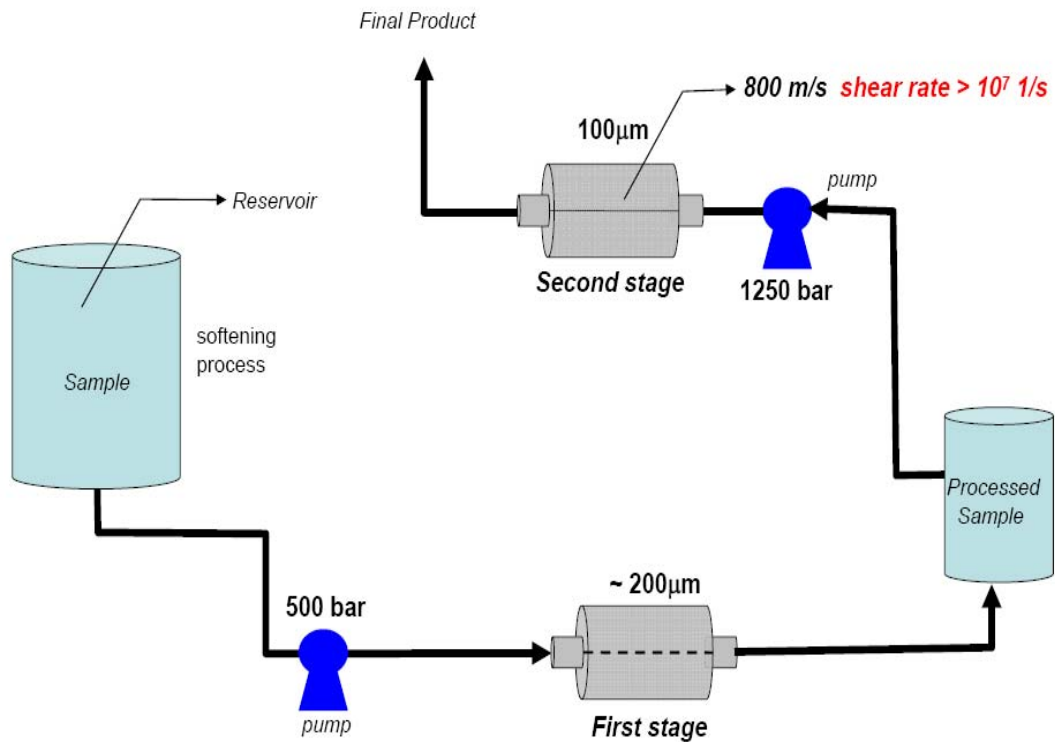 Final Product
800 m/s shear rate > 10⁷ 1/s
100μm
pump
Reservoir
Second stage
1250 bar
softening
process
Sample
Processed
Sample
500 bar
~ 200μm
pump
First stage